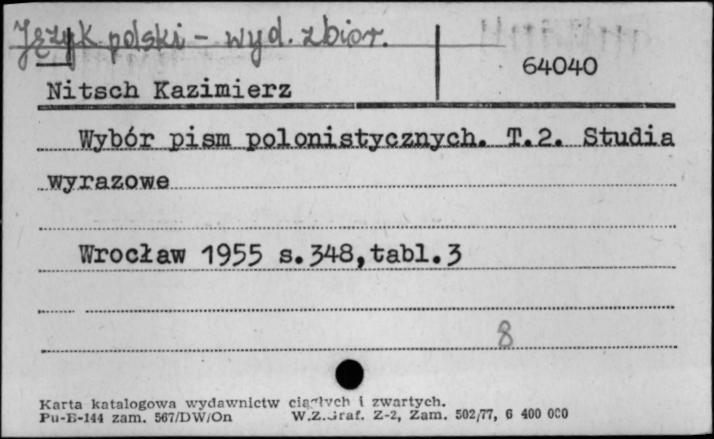 Język polski - wyd. zbior.
64040
Nitsch Kazimierz
Wybór pism polonistycznych. T.2. Studia
wyrazowe
Wrocław 1955 s.348,tabl.3
8
Karta katalogowa wydawnictw ciągłych i zwartych.
Pu-E-144 zam. 567/DW/On W.Z.Graf. Z-2, Zam. 502/77, 6 400 000